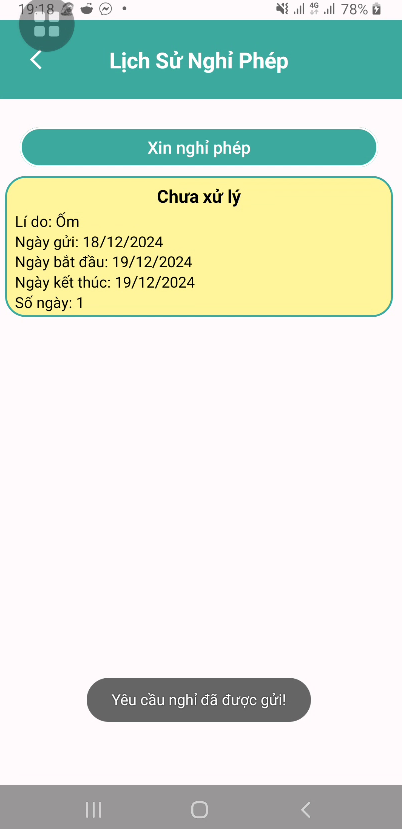 19:18
4G
78%
Lịch Sử Nghỉ Phép
Xin nghỉ phép
Chưa xử lý
Lí do: Ốm
Ngày gửi: 18/12/2024
Ngày bắt đầu: 19/12/2024
Ngày kết thúc: 19/12/2024
Số ngày: 1
Yêu cầu nghỉ đã được gửi!